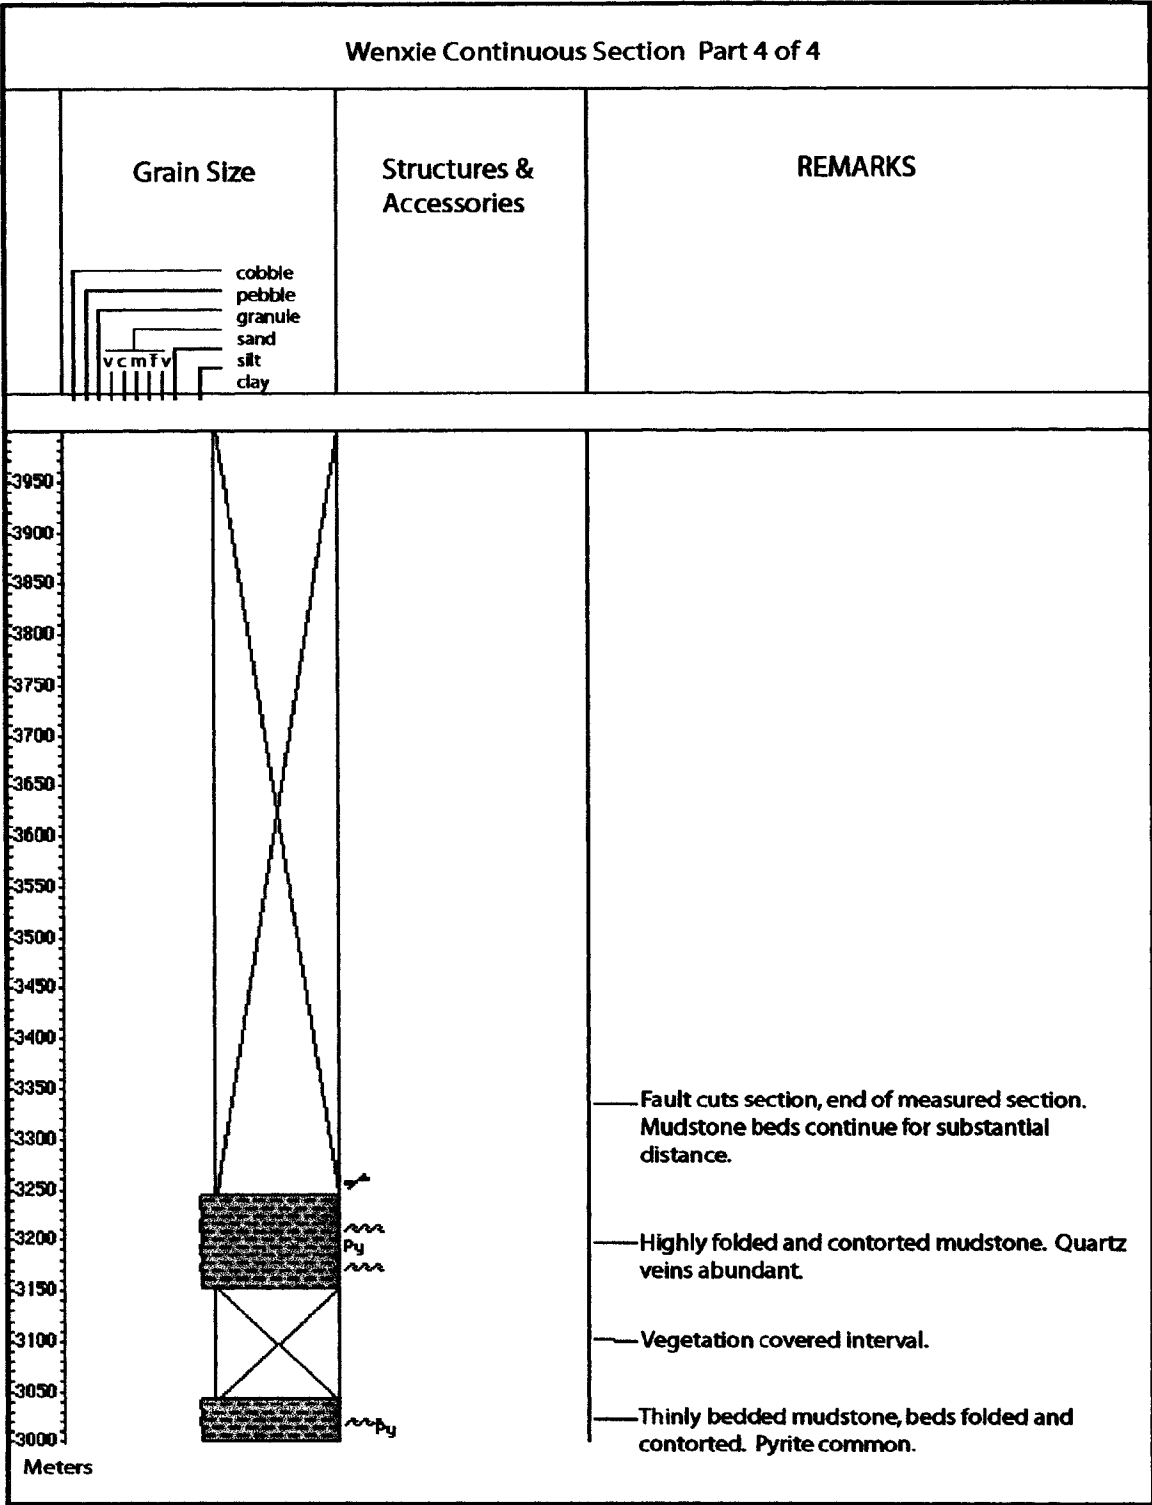 Wenxie Continuous Section Part 4 of 4
Grain Size
Structures &
Accessories
REMARKS
cobble
pebble
granule
sand
v c m f v
silt
clay
3950
3900
3850
3800
3750
3700
3650
3600
3550
3500
3450
3400
3350
Fault cuts section, end of measured section.
Mudstone beds continue for substantial
distance.
3300
3250
3200
Py
Highly folded and contorted mudstone. Quartz
veins abundant.
3150
3100
Vegetation covered interval.
3050
Py
Thinly bedded mudstone, beds folded and
contorted. Pyrite common.
3000
Meters